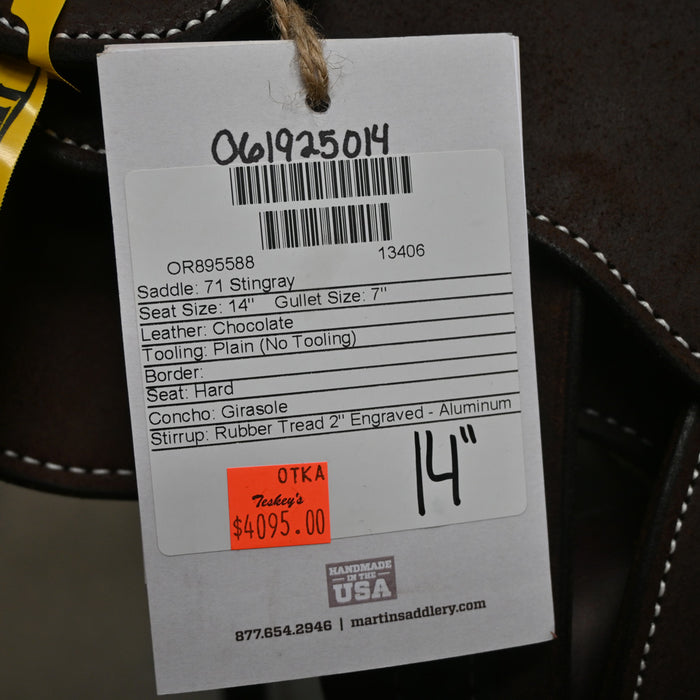 061925014
OR895588 13406
Saddle: 71 Stingray
Seat Size: 14" Gullet Size: 7"
Leather: Chocolate
Tooling: Plain (No Tooling)
Border:
Seat: Hard
Concho: Girasole
Stirrup: Rubber Tread 2" Engraved - Aluminum
14"
OTKA
Teskey's
$4095.00
HANDMADE
IN THE
USA
877.654.2946 | martinsaddlery.com